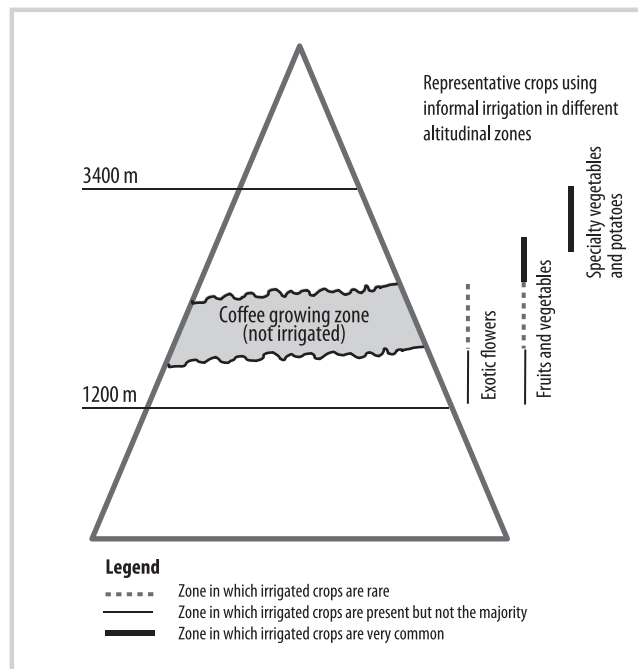 Representative crops using
informal irrigation in different
altitudinal zones
3400 m
Specialty vegetables
and potatoes
Coffee growing zone
(not irrigated)
Exotic flowers
Fruits and vegetables
1200 m
Legend
Zone in which irrigated crops are rare
Zone in which irrigated crops are present but not the majority
Zone in which irrigated crops are very common